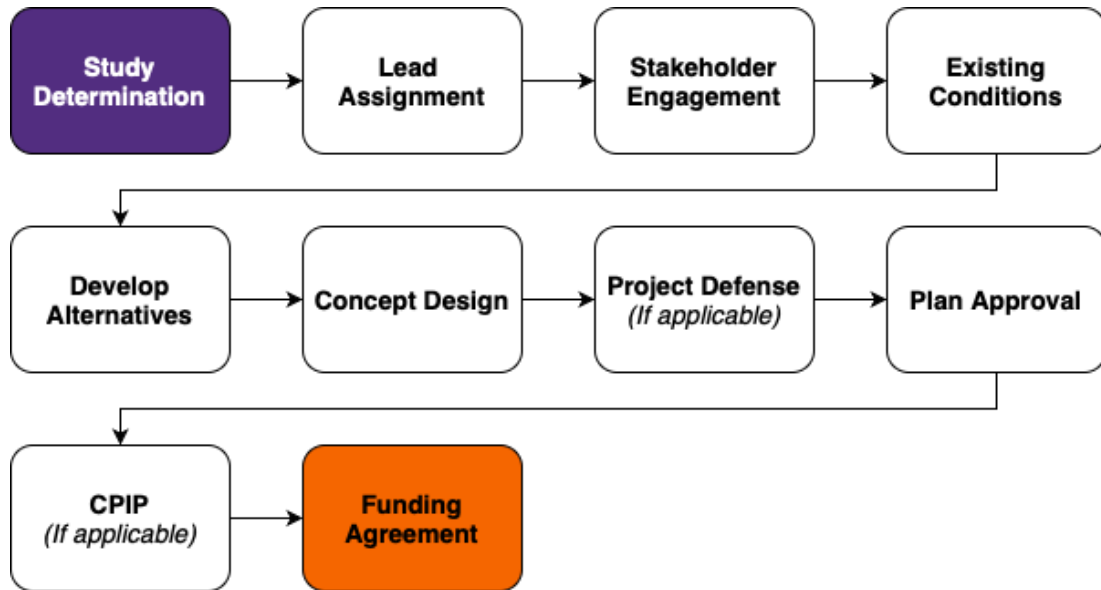 Study
Determination
Lead
Assignment
Stakeholder
Engagement
Existing
Conditions
Develop
Alternatives
Concept Design
Project Defense
(If applicable)
Plan Approval
CPIP
(If applicable)
Funding
Agreement